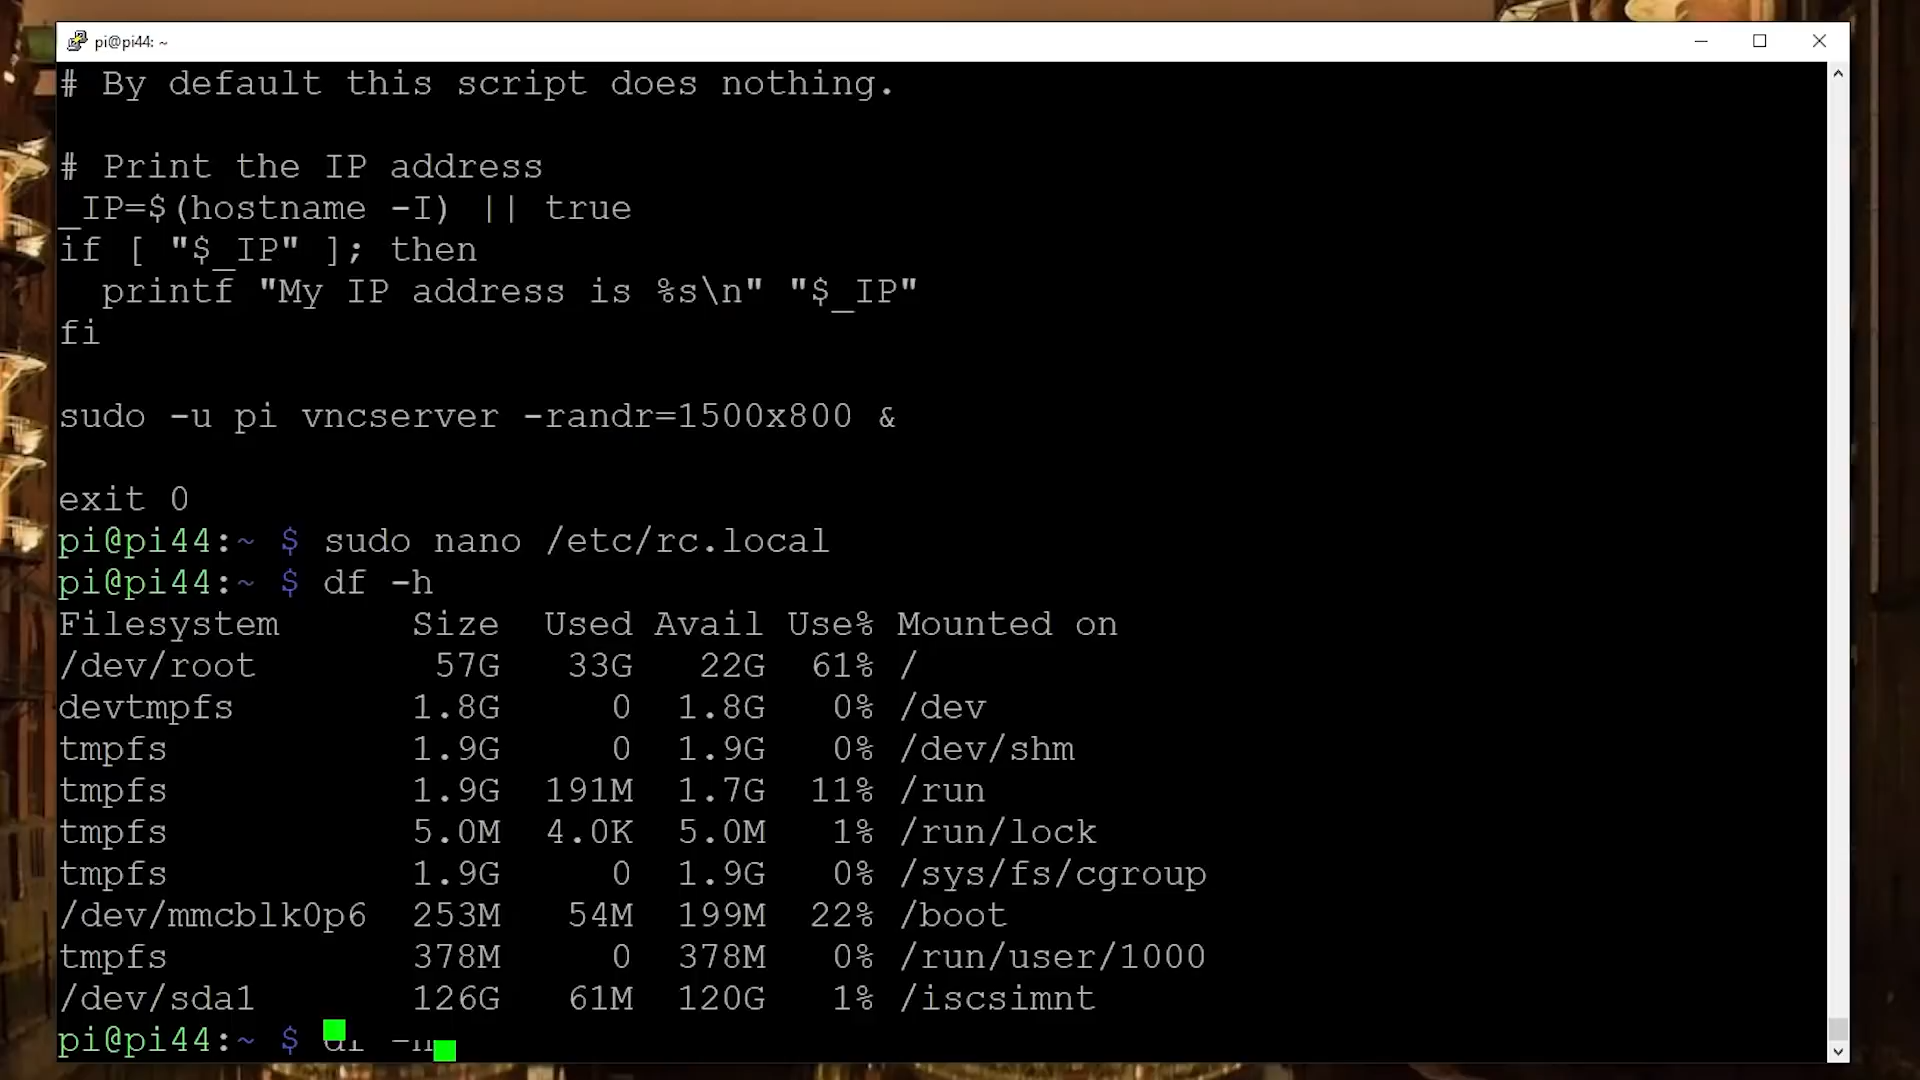 pi@pi44: ~
# By default this script does nothing.
# Print the IP address
_IP=$(hostname -I) || true
if [ "$_IP" ]; then
  printf "My IP address is %s\n" "$_IP"
fi
sudo -u pi vncserver -randr=1500x800 &
exit 0
pi@pi44:~ $ sudo nano /etc/rc.local
pi@pi44:~ $ df -h
Filesystem      Size  Used Avail Use% Mounted on
/dev/root        57G   33G   22G  61% /
devtmpfs        1.8G     0  1.8G   0% /dev
tmpfs           1.9G     0  1.9G   0% /dev/shm
tmpfs           1.9G  191M  1.7G  11% /run
tmpfs           5.0M  4.0K  5.0M   1% /run/lock
tmpfs           1.9G     0  1.9G   0% /sys/fs/cgroup
/dev/mmcblk0p6  253M   54M  199M  22% /boot
tmpfs           378M     0  378M   0% /run/user/1000
/dev/sda1       126G   61M  120G   1% /iscsimnt
pi@pi44:~ $